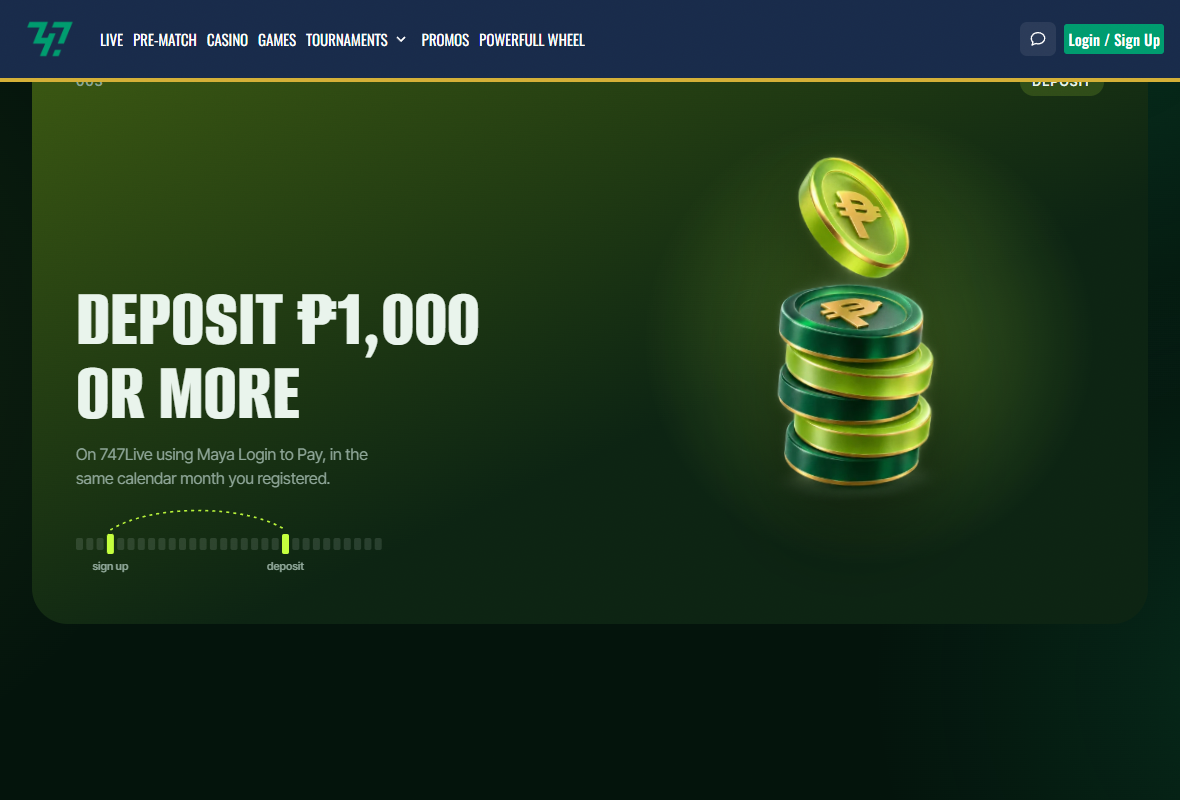 747
LIVE PRE-MATCH CASINO GAMES TOURNAMENTS PROMOS POWERFULL WHEEL
Login / Sign Up
DEPOSIT
DEPOSIT ₱1,000
OR MORE
On 747Live using Maya Login to Pay, in the
same calendar month you registered.
sign up deposit